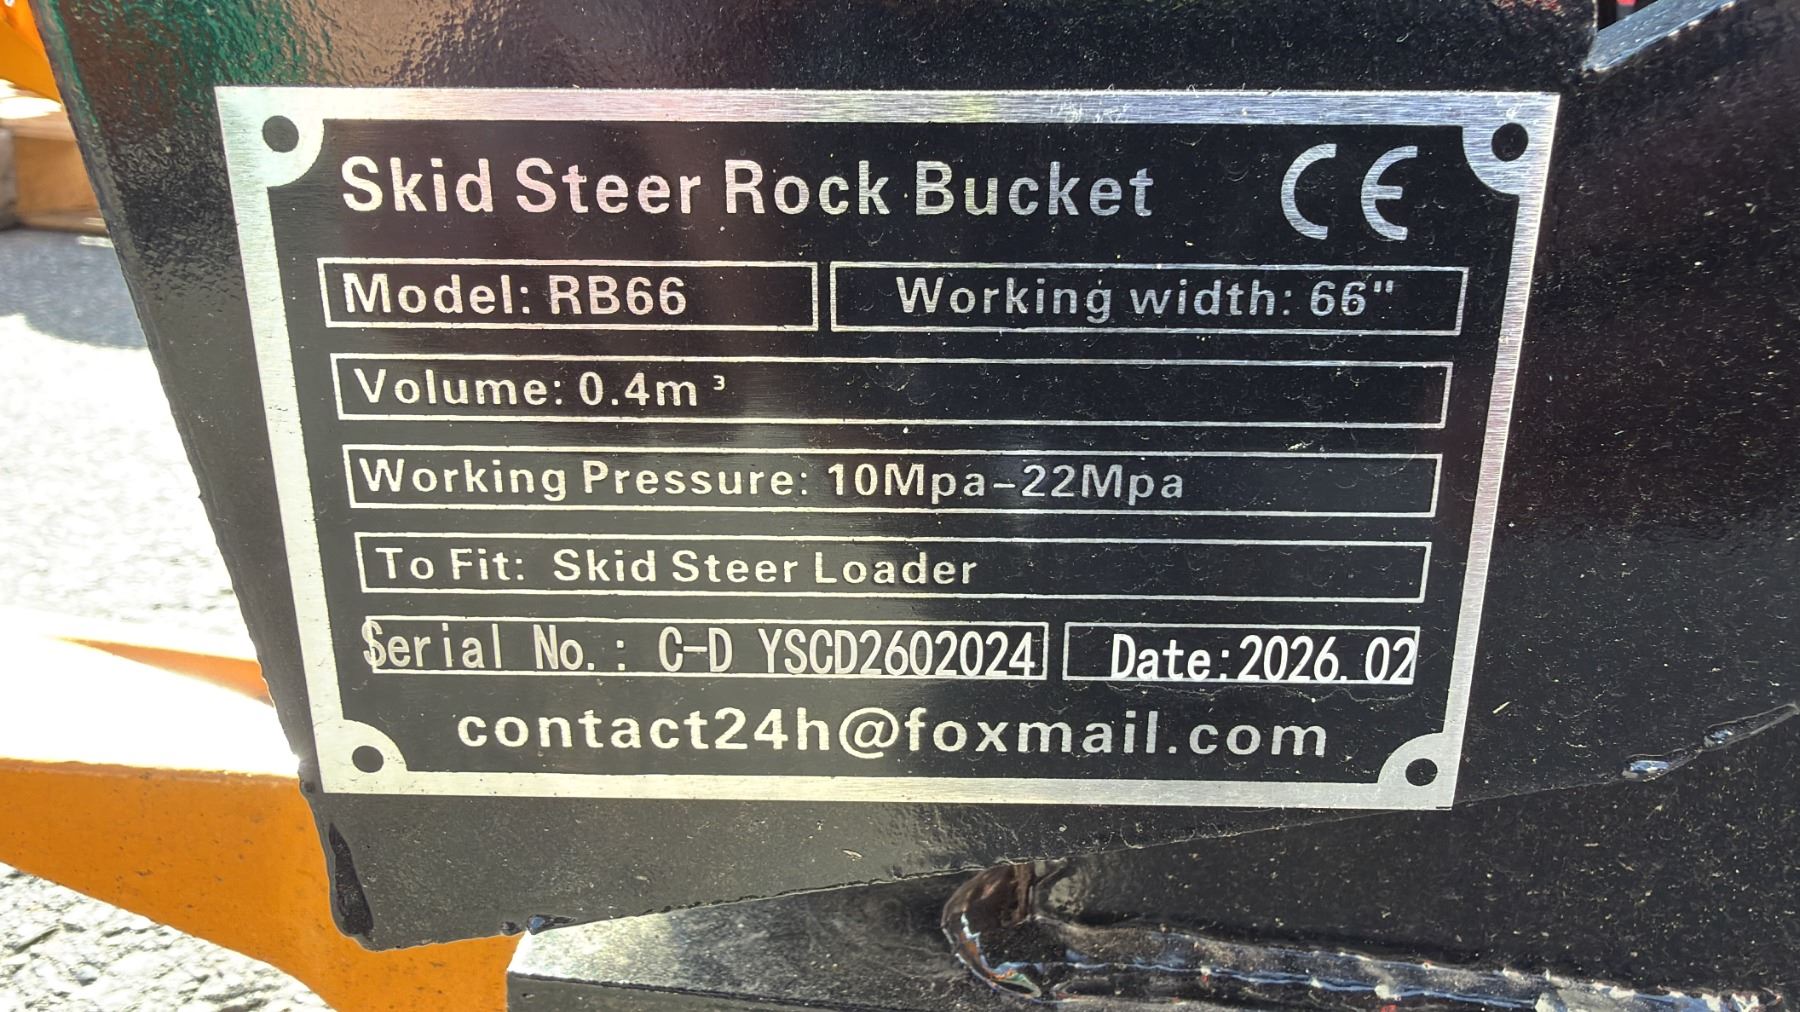 Skid Steer Rock Bucket CE
Model: RB66 Working width: 66"
Volume: 0.4m³
Working Pressure: 10Mpa-22Mpa
To Fit: Skid Steer Loader
Serial No.: C-D YSCD2602024 Date:2026.02
contact24h@foxmail.com